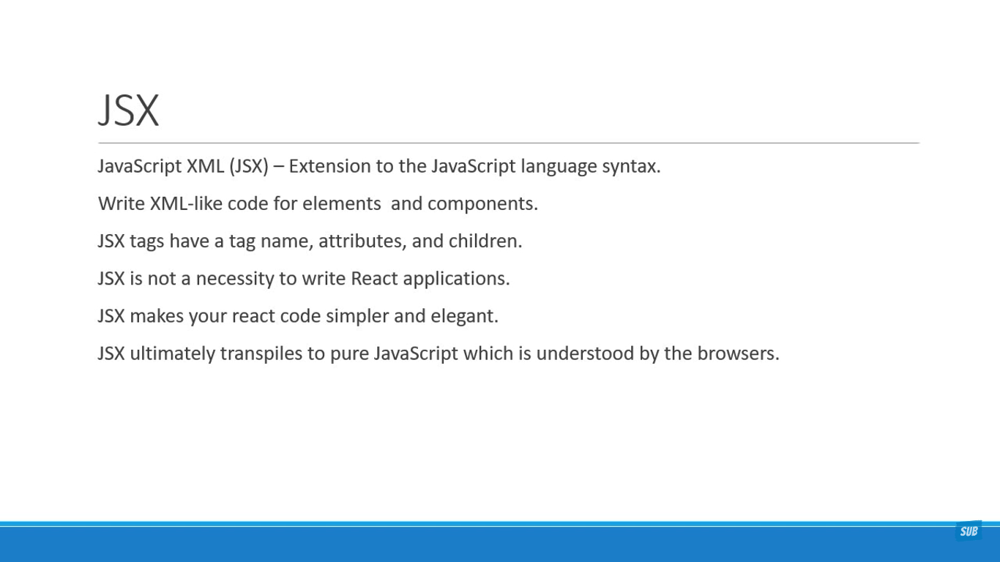 JSX
JavaScript XML (JSX) – Extension to the JavaScript language syntax.
Write XML-like code for elements  and components.
JSX tags have a tag name, attributes, and children.
JSX is not a necessity to write React applications.
JSX makes your react code simpler and elegant.
JSX ultimately transpiles to pure JavaScript which is understood by the browsers.
SUB